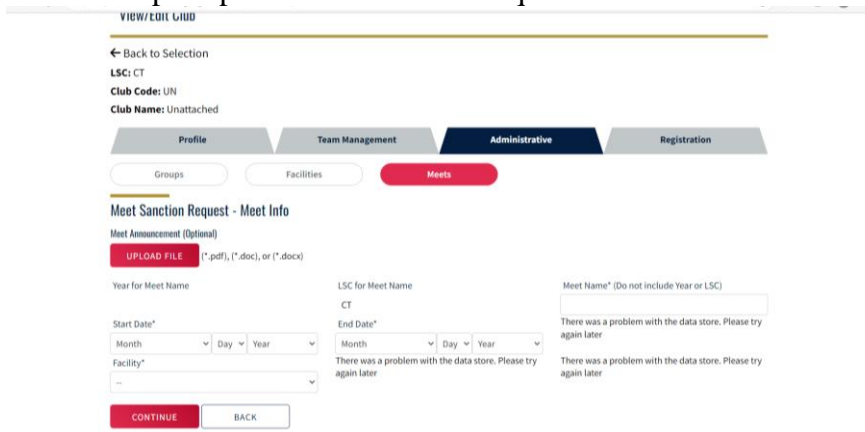 View/Edit Club
← Back to Selection
LSC: CT
Club Code: UN
Club Name: Unattached
Profile
Team Management
Administrative
Registration
Groups
Facilities
Meets
Meet Sanction Request - Meet Info
Meet Announcement (Optional)
UPLOAD FILE (*.pdf), (*.doc), or (*.docx)
Year for Meet Name
LSC for Meet Name
CT
Meet Name* (Do not include Year or LSC)
Start Date*
Month Day Year
End Date*
Month Day Year
There was a problem with the data store. Please try
again later
Facility*
--
There was a problem with the data store. Please try
again later
There was a problem with the data store. Please try
again later
CONTINUE
BACK